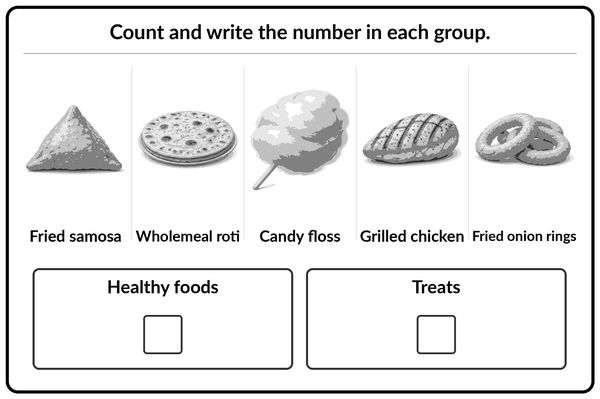 Count and write the number in each group.
Fried samosa
Wholemeal roti
Candy floss
Grilled chicken
Fried onion rings
Healthy foods
Treats